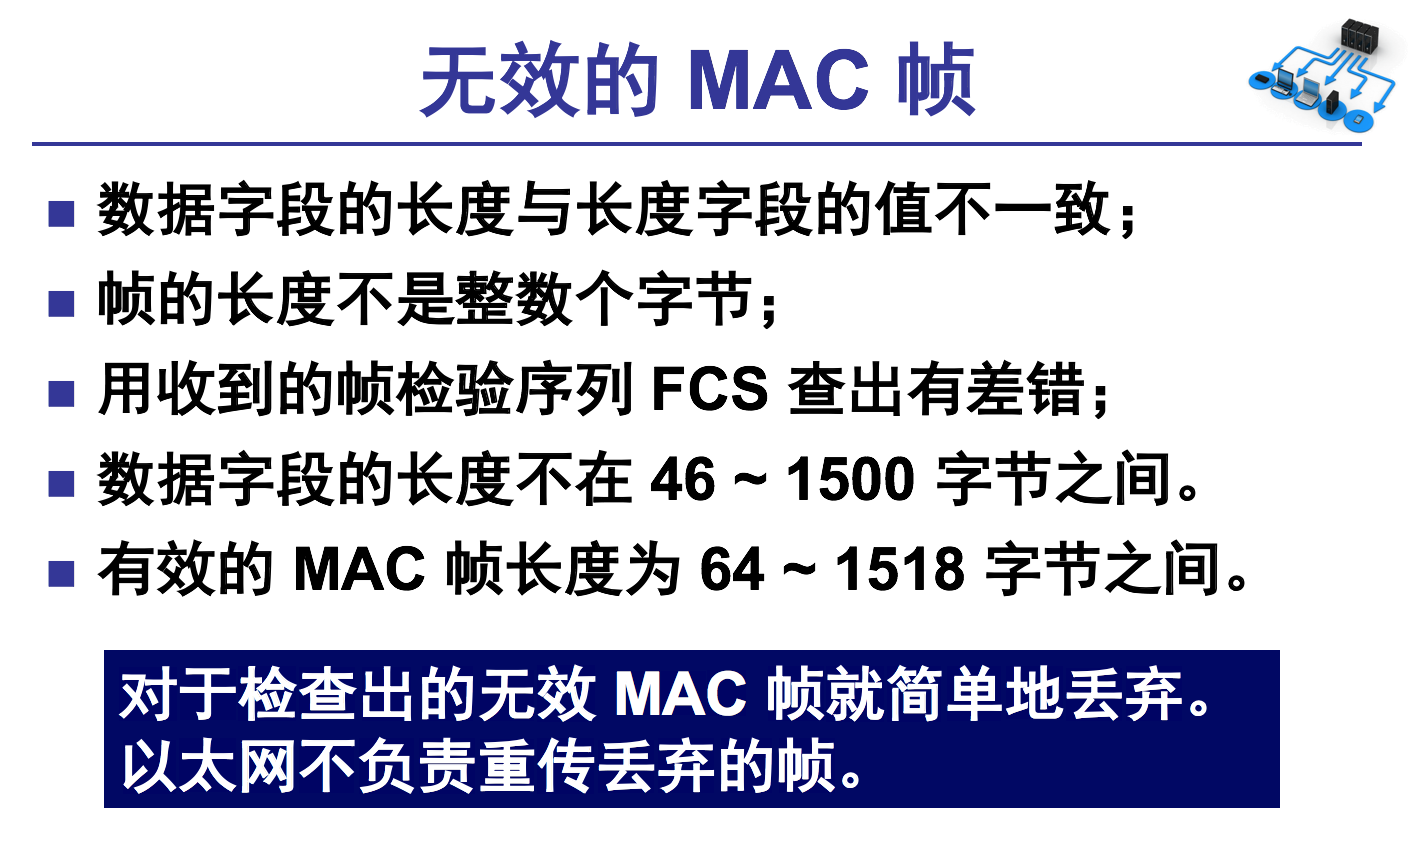 无效的 MAC 帧
数据字段的长度与长度字段的值不一致；
帧的长度不是整数个字节；
用收到的帧检验序列 FCS 查出有差错；
数据字段的长度不在 46 ~ 1500 字节之间。
有效的 MAC 帧长度为 64 ~ 1518 字节之间。
对于检查出的无效 MAC 帧就简单地丢弃。
以太网不负责重传丢弃的帧。